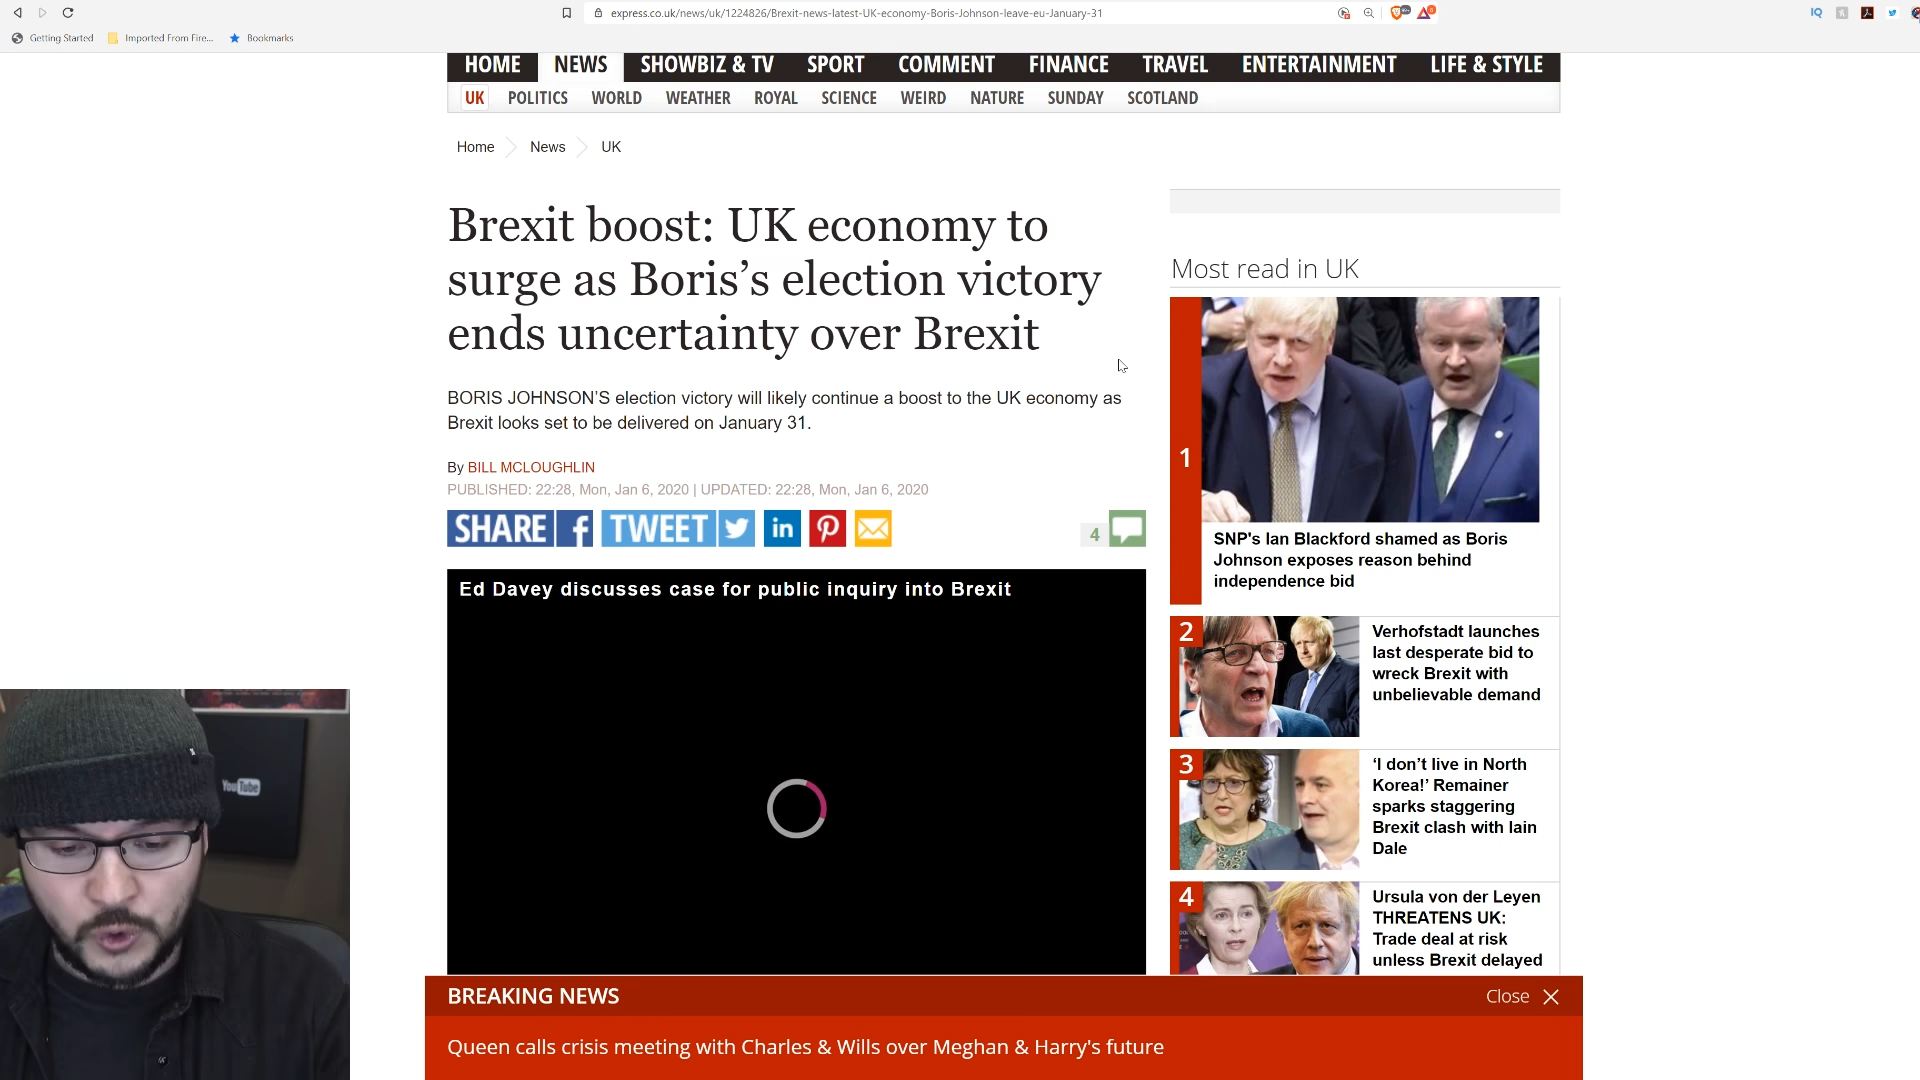 express.co.uk/news/uk/1224826/Brexit-news-latest-UK-economy-Boris-Johnson-leave-eu-January-31
Getting Started
Imported From Fire...
Bookmarks
HOME NEWS SHOWBIZ & TV SPORT COMMENT FINANCE TRAVEL ENTERTAINMENT LIFE & STYLE
UK POLITICS WORLD WEATHER ROYAL SCIENCE WEIRD NATURE SUNDAY SCOTLAND
Home News UK
Brexit boost: UK economy to
surge as Boris’s election victory
ends uncertainty over Brexit
BORIS JOHNSON’S election victory will likely continue a boost to the UK economy as
Brexit looks set to be delivered on January 31.
By BILL MCLOUGHLIN
PUBLISHED: 22:28, Mon, Jan 6, 2020 | UPDATED: 22:28, Mon, Jan 6, 2020
SHARE f TWEET in
4
Ed Davey discusses case for public inquiry into Brexit
Most read in UK
1
SNP's Ian Blackford shamed as Boris
Johnson exposes reason behind
independence bid
2
Verhofstadt launches
last desperate bid to
wreck Brexit with
unbelievable demand
3
‘I don’t live in North
Korea!’ Remainer
sparks staggering
Brexit clash with Iain
Dale
4
Ursula von der Leyen
THREATENS UK:
Trade deal at risk
unless Brexit delayed
YouTube
BREAKING NEWS
Close
Queen calls crisis meeting with Charles & Wills over Meghan & Harry's future